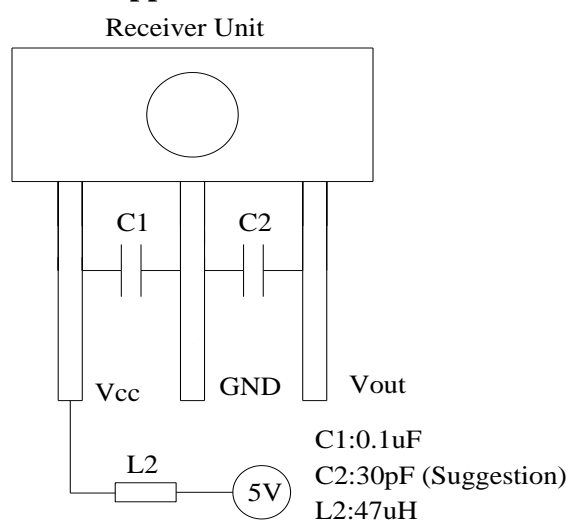 Receiver Unit
C1
C2
Vcc
GND
Vout
C1:0.1uF
L2
C2:30pF (Suggestion)
5V
L2:47uH